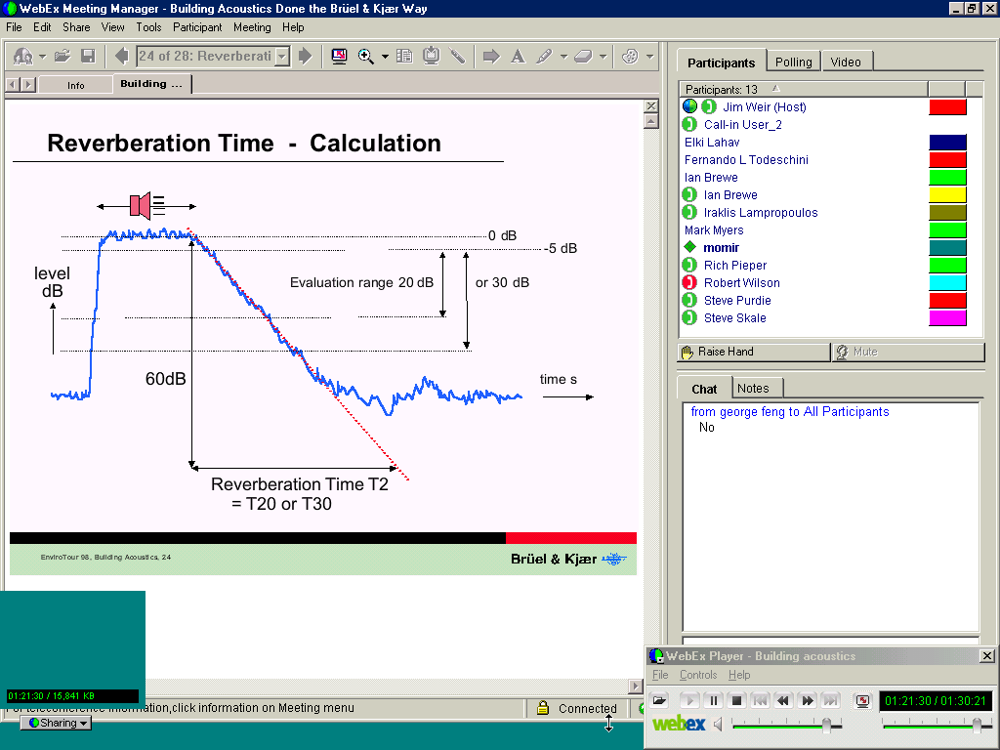 WebEx Meeting Manager - Building Acoustics Done the Brüel & Kjær Way
File Edit Share View Tools Participant Meeting Help
24 of 28: Reverberati
Info
Building ...
Reverberation Time - Calculation
0 dB
-5 dB
level
dB
Evaluation range 20 dB
or 30 dB
60dB
time s
Reverberation Time T2
= T20 or T30
EnviroTour 98, Building Acoustics, 24
Brüel & Kjær
01:21:30 / 15,841 KB
information,click information on Meeting menu
Connected
Sharing
Participants
Polling
Video
Participants: 13
Jim Weir (Host)
Call-in User_2
Elki Lahav
Fernando L Todeschini
Ian Brewe
Ian Brewe
Iraklis Lampropoulos
Mark Myers
momir
Rich Pieper
Robert Wilson
Steve Purdie
Steve Skale
Raise Hand
Mute
Chat
Notes
from george feng to All Participants
No
WebEx Player - Building acoustics
File Controls Help
01:21:30 / 01:30:21
webex